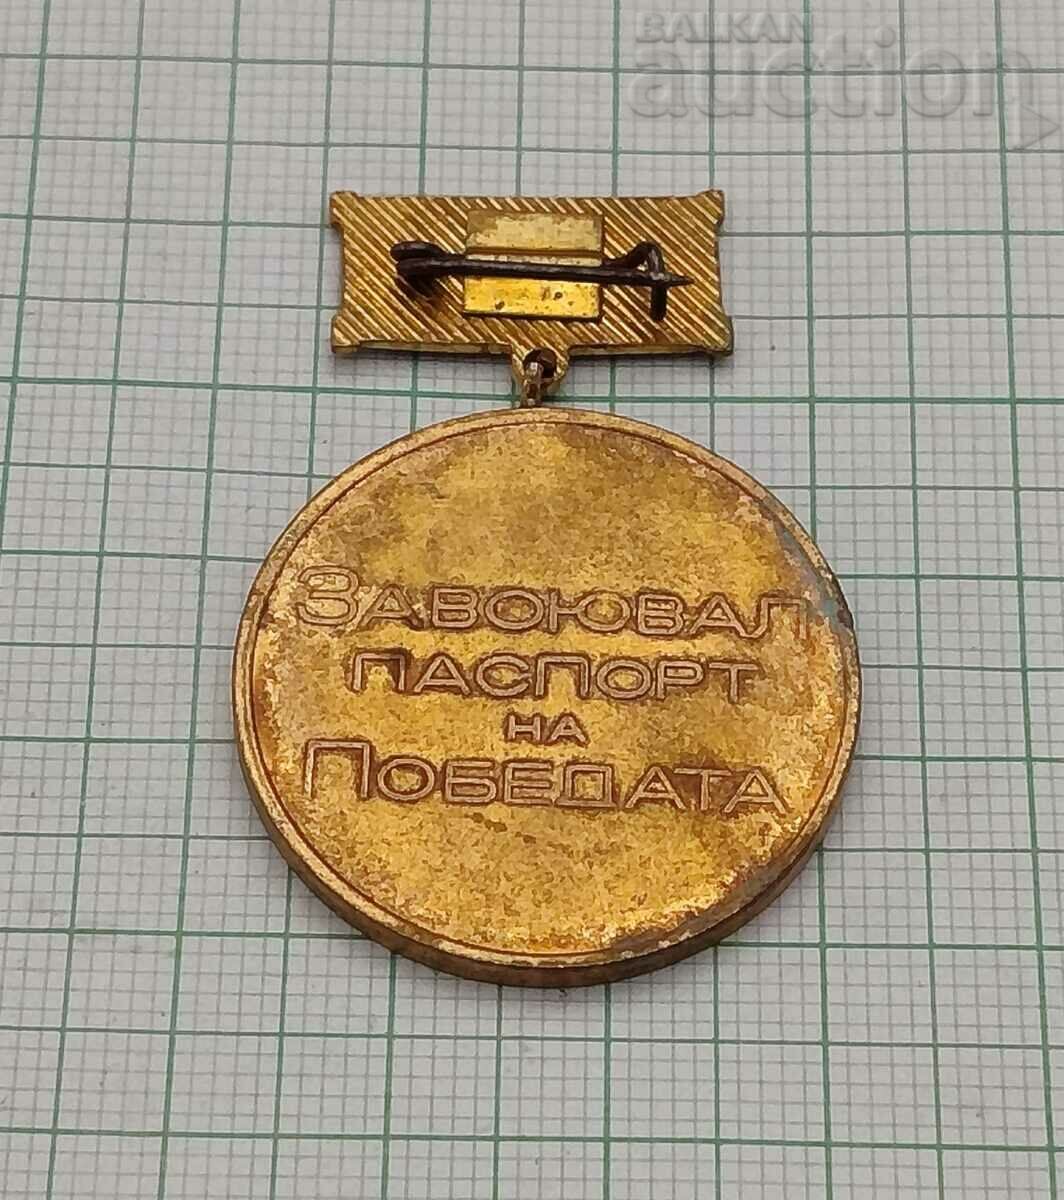 BALKAN
auction
ЗАВОЮВАЛ
ПАСПОРТ
НА
ПОБЕДАТА